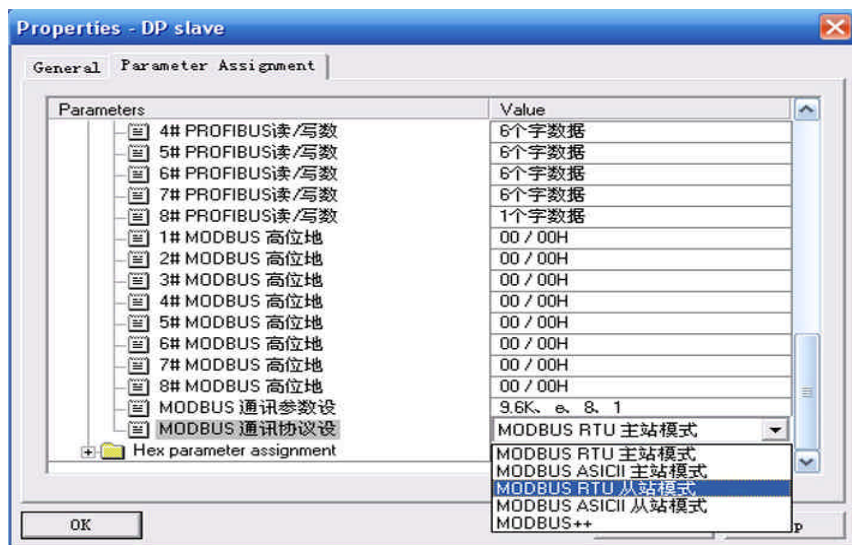 Properties - DP slave
General Parameter Assignment
Parameters Value
4# PROFIBUS读/写数 6个字数据
5# PROFIBUS读/写数 6个字数据
6# PROFIBUS读/写数 6个字数据
7# PROFIBUS读/写数 6个字数据
8# PROFIBUS读/写数 1个字数据
1# MODBUS 高位地 00 / 00H
2# MODBUS 高位地 00 / 00H
3# MODBUS 高位地 00 / 00H
4# MODBUS 高位地 00 / 00H
5# MODBUS 高位地 00 / 00H
6# MODBUS 高位地 00 / 00H
7# MODBUS 高位地 00 / 00H
8# MODBUS 高位地 00 / 00H
MODBUS 通讯参数设 9.6K、e、8、1
MODBUS 通讯协议设 MODBUS RTU 主站模式
Hex parameter assignment
MODBUS RTU 主站模式
MODBUS ASICII 主站模式
MODBUS RTU 从站模式
MODBUS ASICII 从站模式
MODBUS++
OK